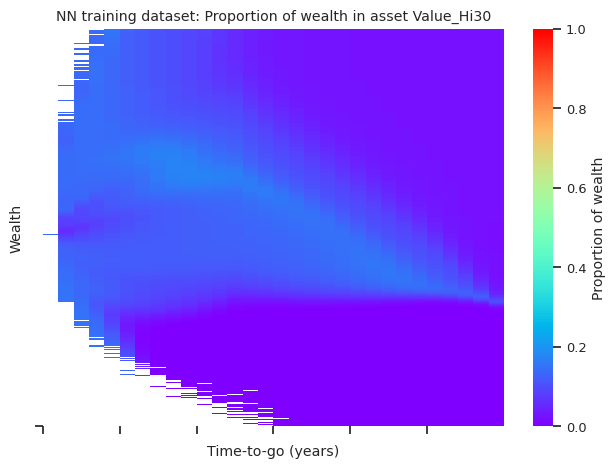 NN training dataset: Proportion of wealth in asset Value_Hi30
Wealth
Time-to-go (years)
1.0
0.8
0.6
0.4
0.2
0.0
Proportion of wealth